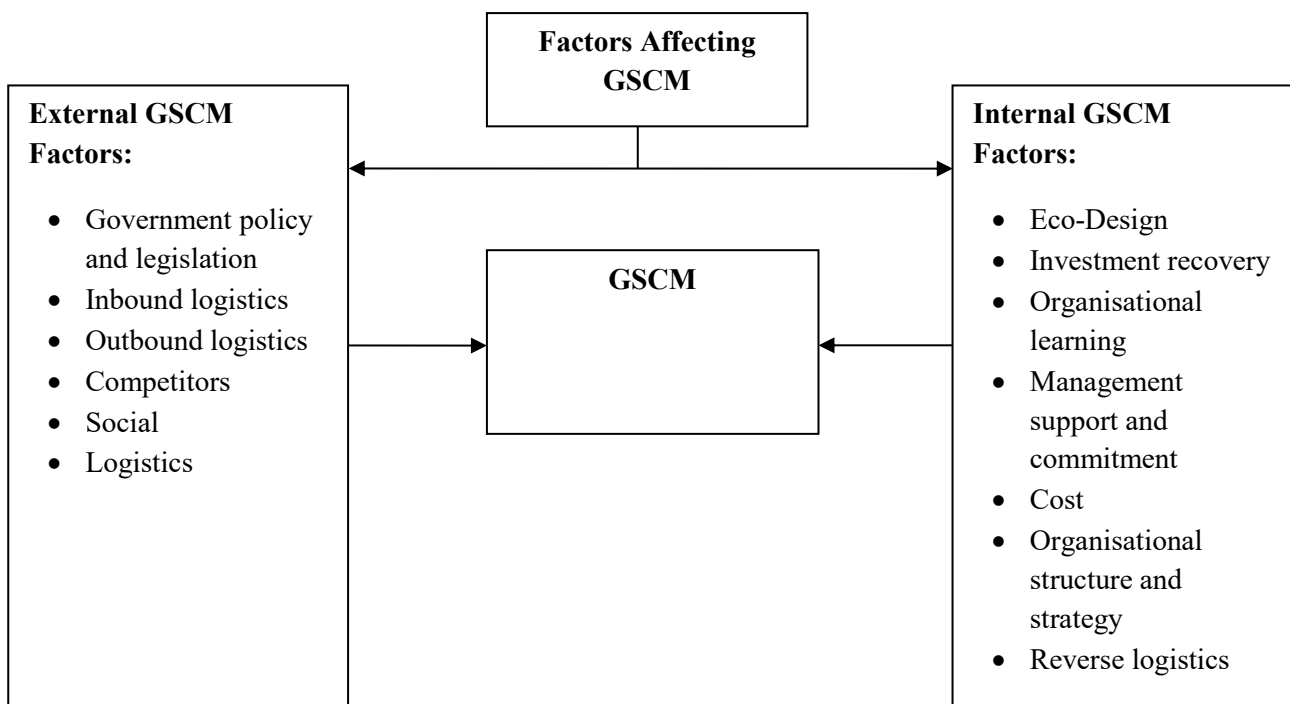 Factors Affecting
GSCM
External GSCM
Factors:
• Government policy
and legislation
• Inbound logistics
• Outbound logistics
• Competitors
• Social
• Logistics
GSCM
Internal GSCM
Factors:
• Eco-Design
• Investment recovery
• Organisational
learning
• Management
support and
commitment
• Cost
• Organisational
structure and
strategy
• Reverse logistics